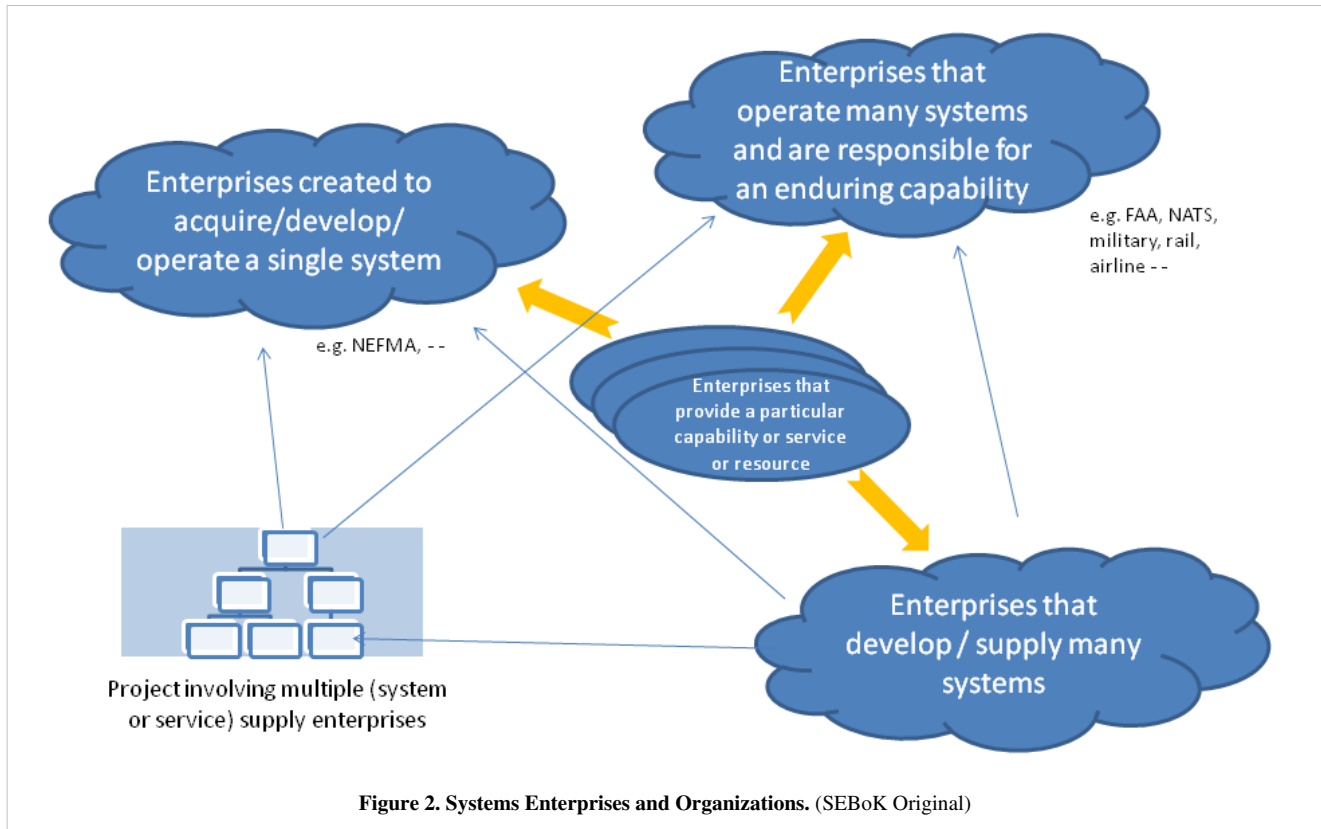 Enterprises that
operate many systems
and are responsible for
an enduring capability
e.g. FAA, NATS,
military, rail,
airline - -
Enterprises created to
acquire/develop/
operate a single system
e.g. NEFMA, - -
Enterprises that
provide a particular
capability or service
or resource
Enterprises that
develop / supply many
systems
Project involving multiple (system
or service) supply enterprises
Figure 2. Systems Enterprises and Organizations. (SEBoK Original)